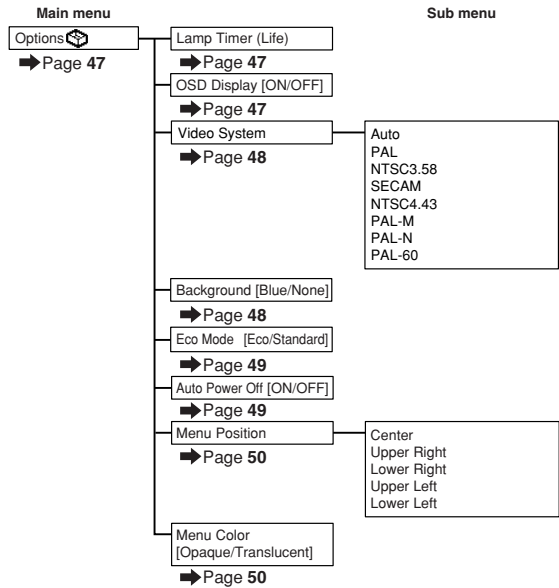 Main menu
Sub menu
Options
Page 47
Lamp Timer (Life)
Page 47
OSD Display [ON/OFF]
Page 47
Video System
Page 48
Auto
PAL
NTSC3.58
SECAM
NTSC4.43
PAL-M
PAL-N
PAL-60
Background [Blue/None]
Page 48
Eco Mode [Eco/Standard]
Page 49
Auto Power Off [ON/OFF]
Page 49
Menu Position
Page 50
Center
Upper Right
Lower Right
Upper Left
Lower Left
Menu Color
[Opaque/Translucent]
Page 50